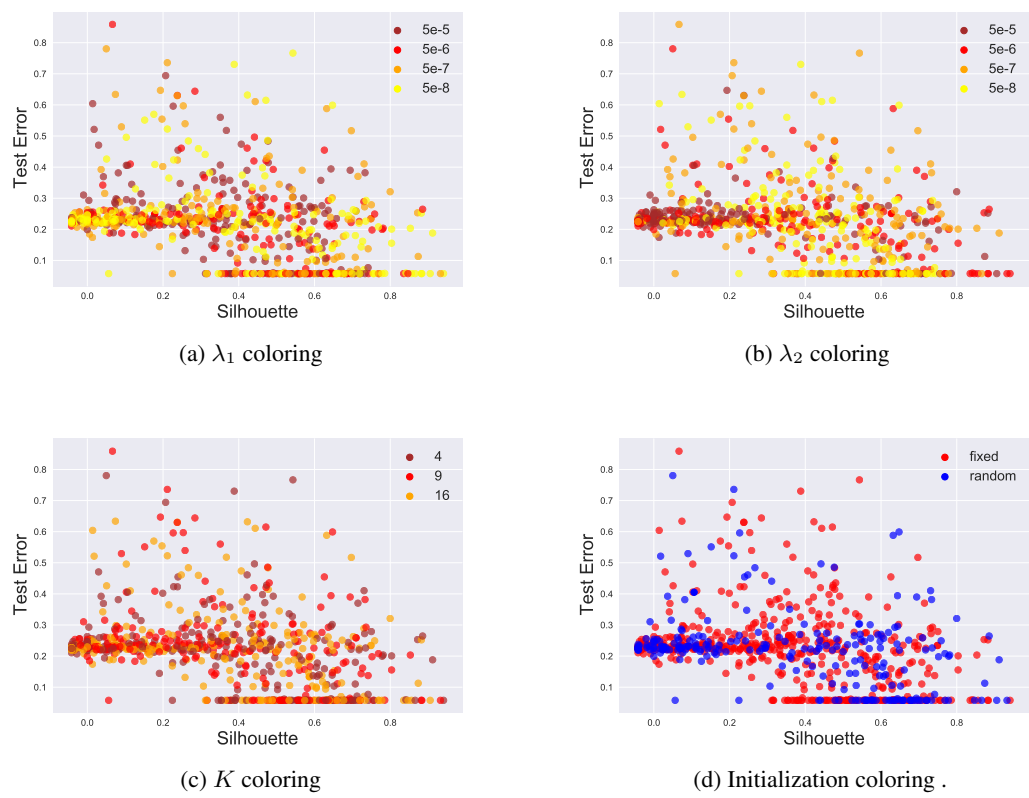 0.8
0.7
0.6
0.5
0.4
0.3
0.2
0.1
Test Error
0.0 0.2 0.4 0.6 0.8
Silhouette
5e-5
5e-6
5e-7
5e-8
(a) λ₁ coloring
0.8
0.7
0.6
0.5
0.4
0.3
0.2
0.1
Test Error
0.0 0.2 0.4 0.6 0.8
Silhouette
5e-5
5e-6
5e-7
5e-8
(b) λ₂ coloring
0.8
0.7
0.6
0.5
0.4
0.3
0.2
0.1
Test Error
0.0 0.2 0.4 0.6 0.8
Silhouette
4
9
16
(c) K coloring
0.8
0.7
0.6
0.5
0.4
0.3
0.2
0.1
Test Error
0.0 0.2 0.4 0.6 0.8
Silhouette
fixed
random
(d) Initialization coloring .